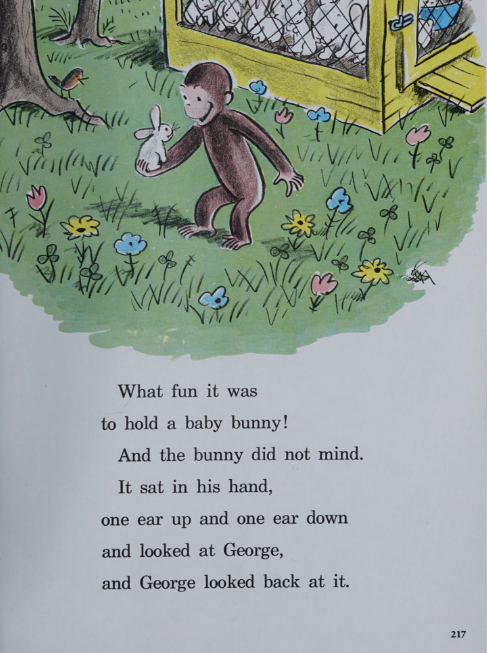 What fun it was
to hold a baby bunny!
And the bunny did not mind.
It sat in his hand,
one ear up and one ear down
and looked at George,
and George looked back at it.
217